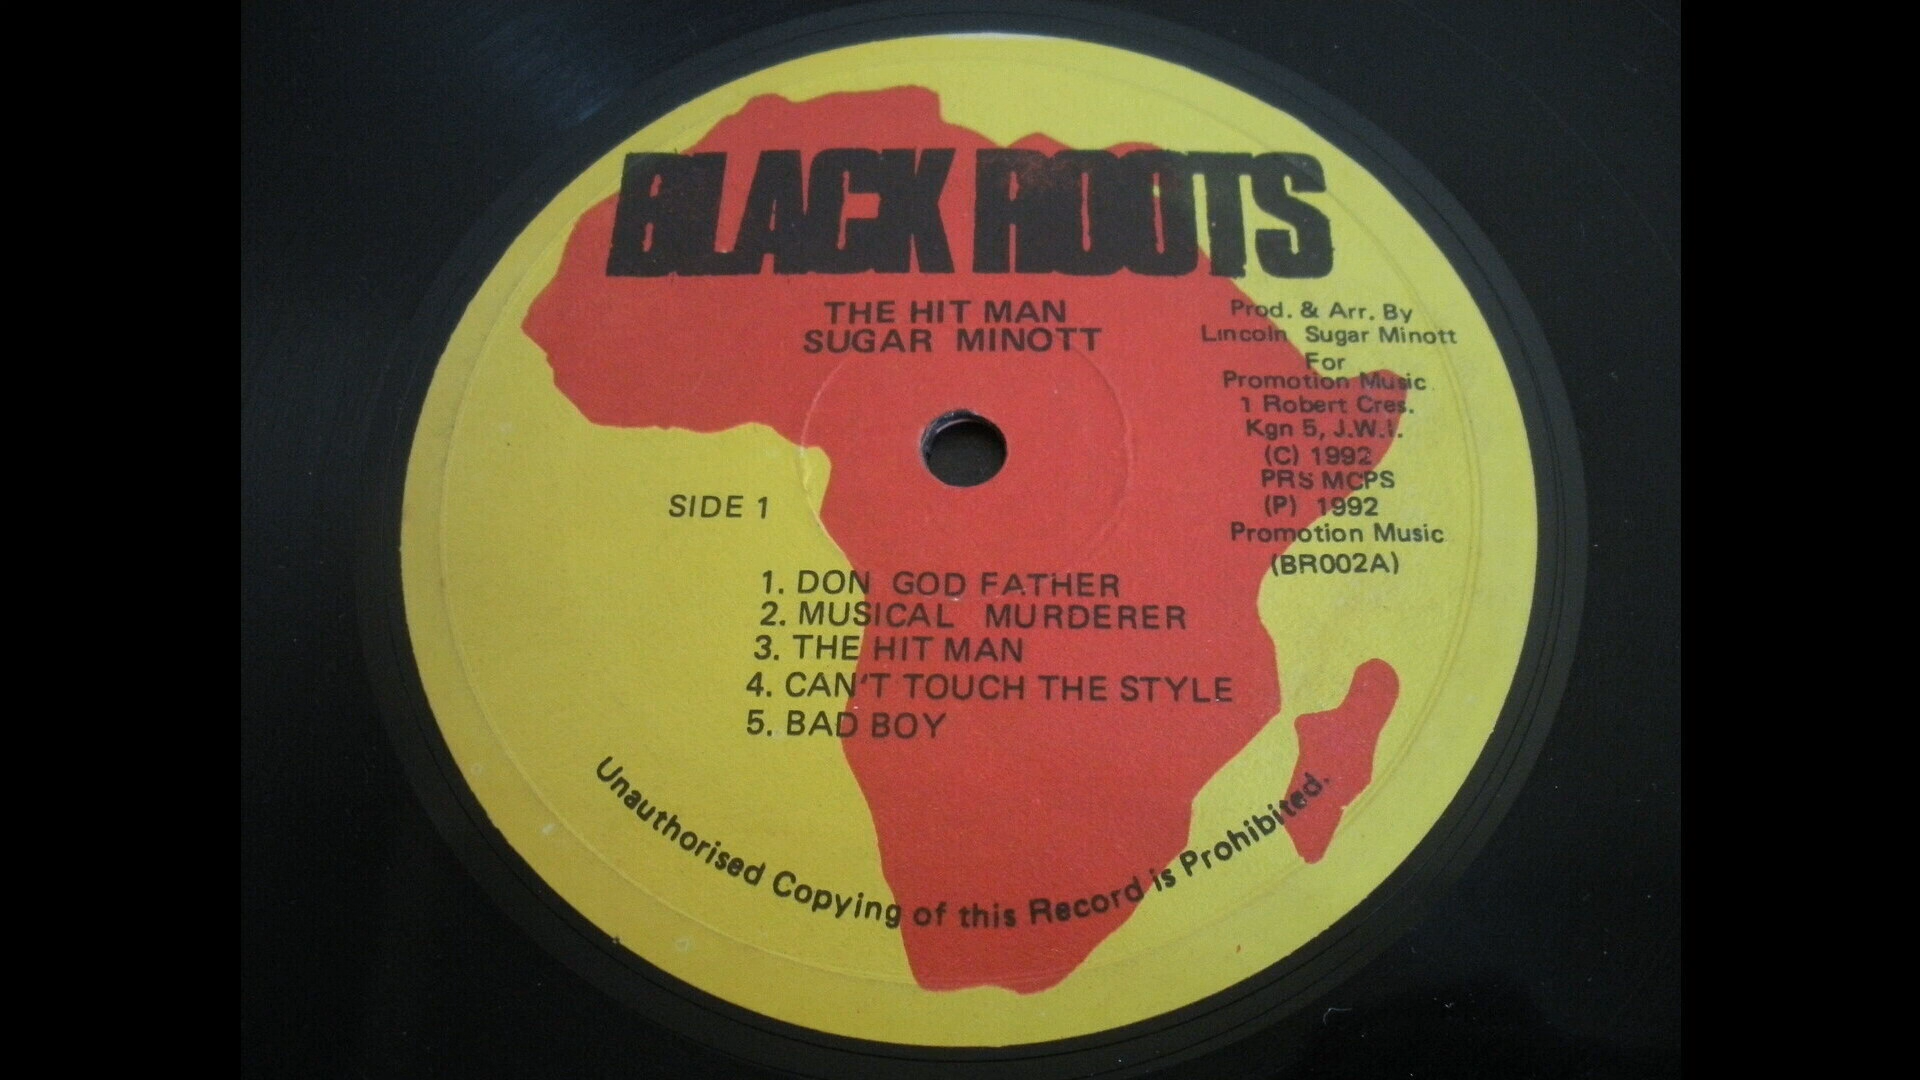 BLACK ROOTS
THE HIT MAN
SUGAR MINOTT
Prod. & Arr. By
Lincoln Sugar Minott
For
Promotion Music
1 Robert Cres.
Kgn 5, J.W.I.
(C) 1992
PRS MCPS
(P) 1992
Promotion Music
(BR002A)
SIDE 1
1. DON GOD FATHER
2. MUSICAL MURDERER
3. THE HIT MAN
4. CAN'T TOUCH THE STYLE
5. BAD BOY
Unauthorised Copying of this Record is Prohibited.